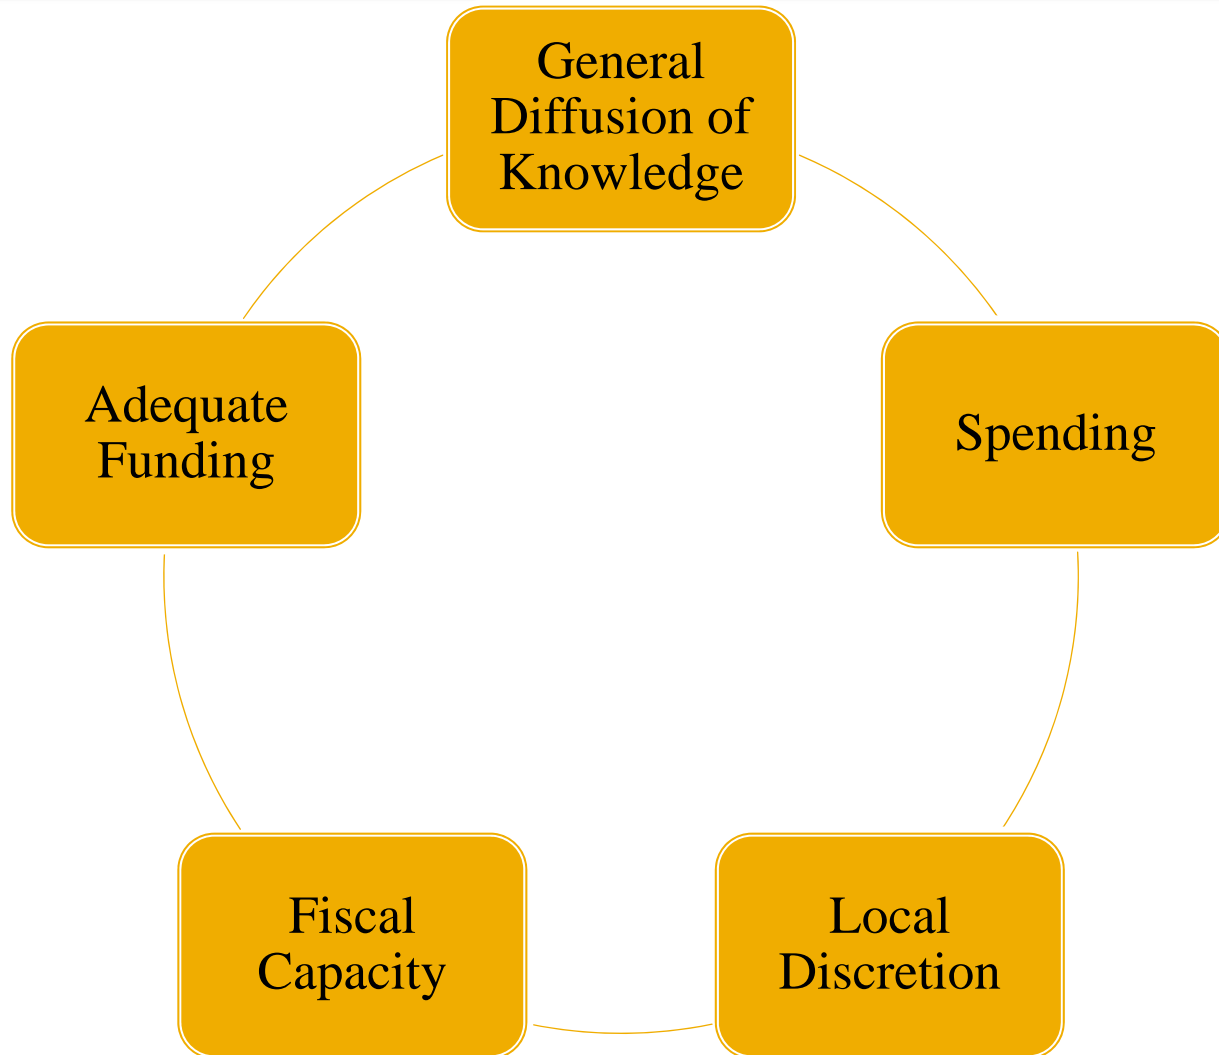 General
Diffusion of
Knowledge
Adequate
Funding
Spending
Fiscal
Capacity
Local
Discretion